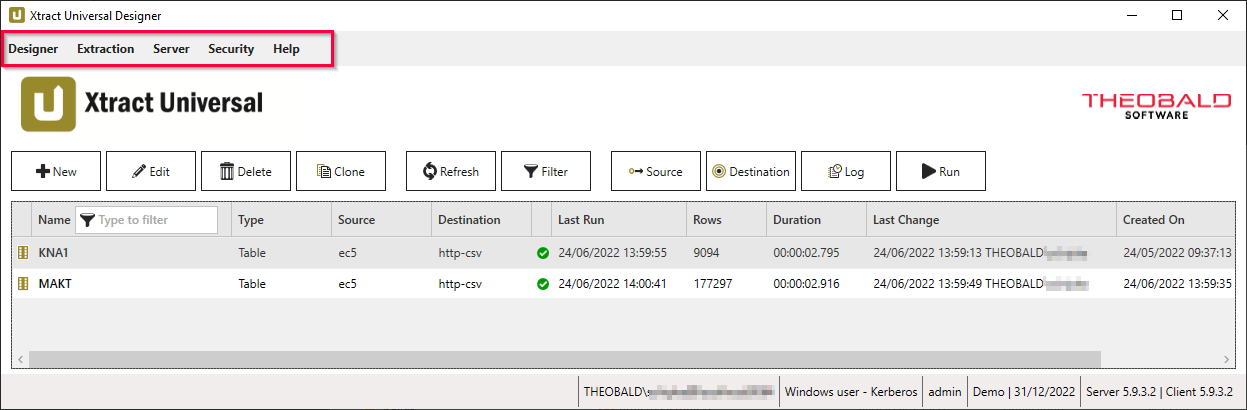 Xtract Universal Designer
Designer Extraction Server Security Help
Xtract Universal
THEOBALD
SOFTWARE
New Edit Delete Clone Refresh Filter Source Destination Log Run
Name Type to filter Type Source Destination Last Run Rows Duration Last Change Created On
KNA1 Table ec5 http-csv 24/06/2022 13:59:55 9094 00:00:02.795 24/06/2022 13:59:13 THEOBALD\ 24/05/2022 09:37:13
MAKT Table ec5 http-csv 24/06/2022 14:00:41 177297 00:00:02.916 24/06/2022 13:59:49 THEOBALD\ 24/06/2022 13:59:35
THEOBALD\ Windows user - Kerberos admin Demo | 31/12/2022 Server 5.9.3.2 | Client 5.9.3.2